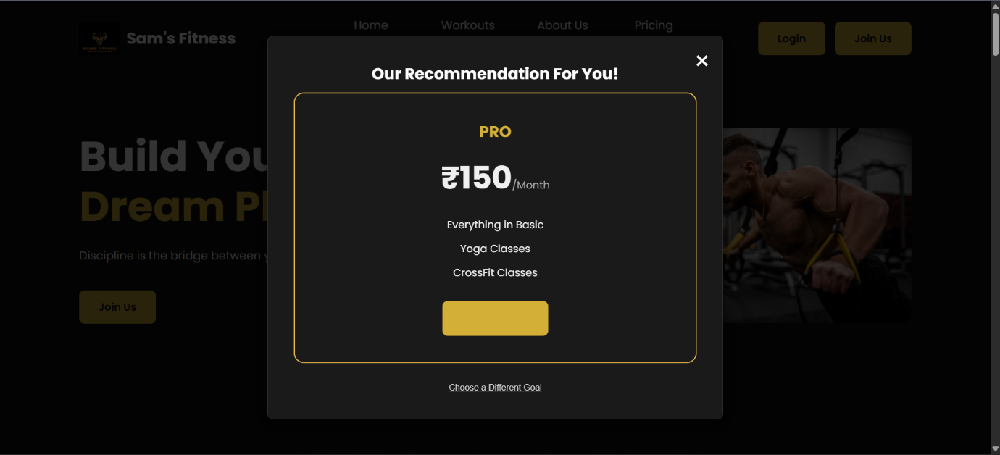 Home Workouts About Us Pricing
Sam's Fitness
Login Join Us
×
Our Recommendation For You!
PRO
₹150/Month
Everything in Basic
Yoga Classes
CrossFit Classes
Choose a Different Goal
Build You
Dream Pl
Discipline is the bridge between y
Join Us